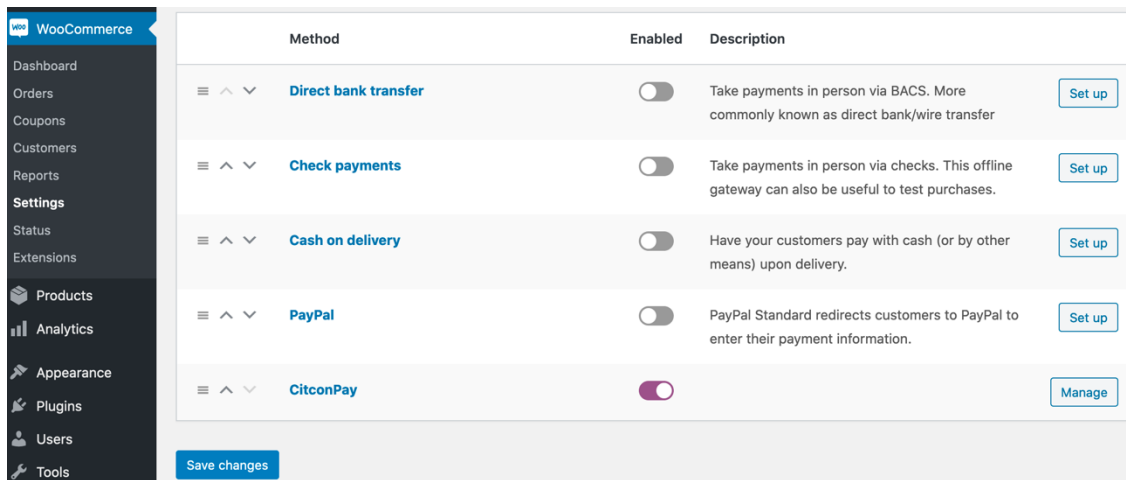 Woo WooCommerce
Dashboard
Orders
Coupons
Customers
Reports
Settings
Status
Extensions
Products
Analytics
Appearance
Plugins
Users
Tools
Method Enabled Description
Direct bank transfer Take payments in person via BACS. More Set up
commonly known as direct bank/wire transfer
Check payments Take payments in person via checks. This offline Set up
gateway can also be useful to test purchases.
Cash on delivery Have your customers pay with cash (or by other Set up
means) upon delivery.
PayPal PayPal Standard redirects customers to PayPal to Set up
enter their payment information.
CitconPay Manage
Save changes